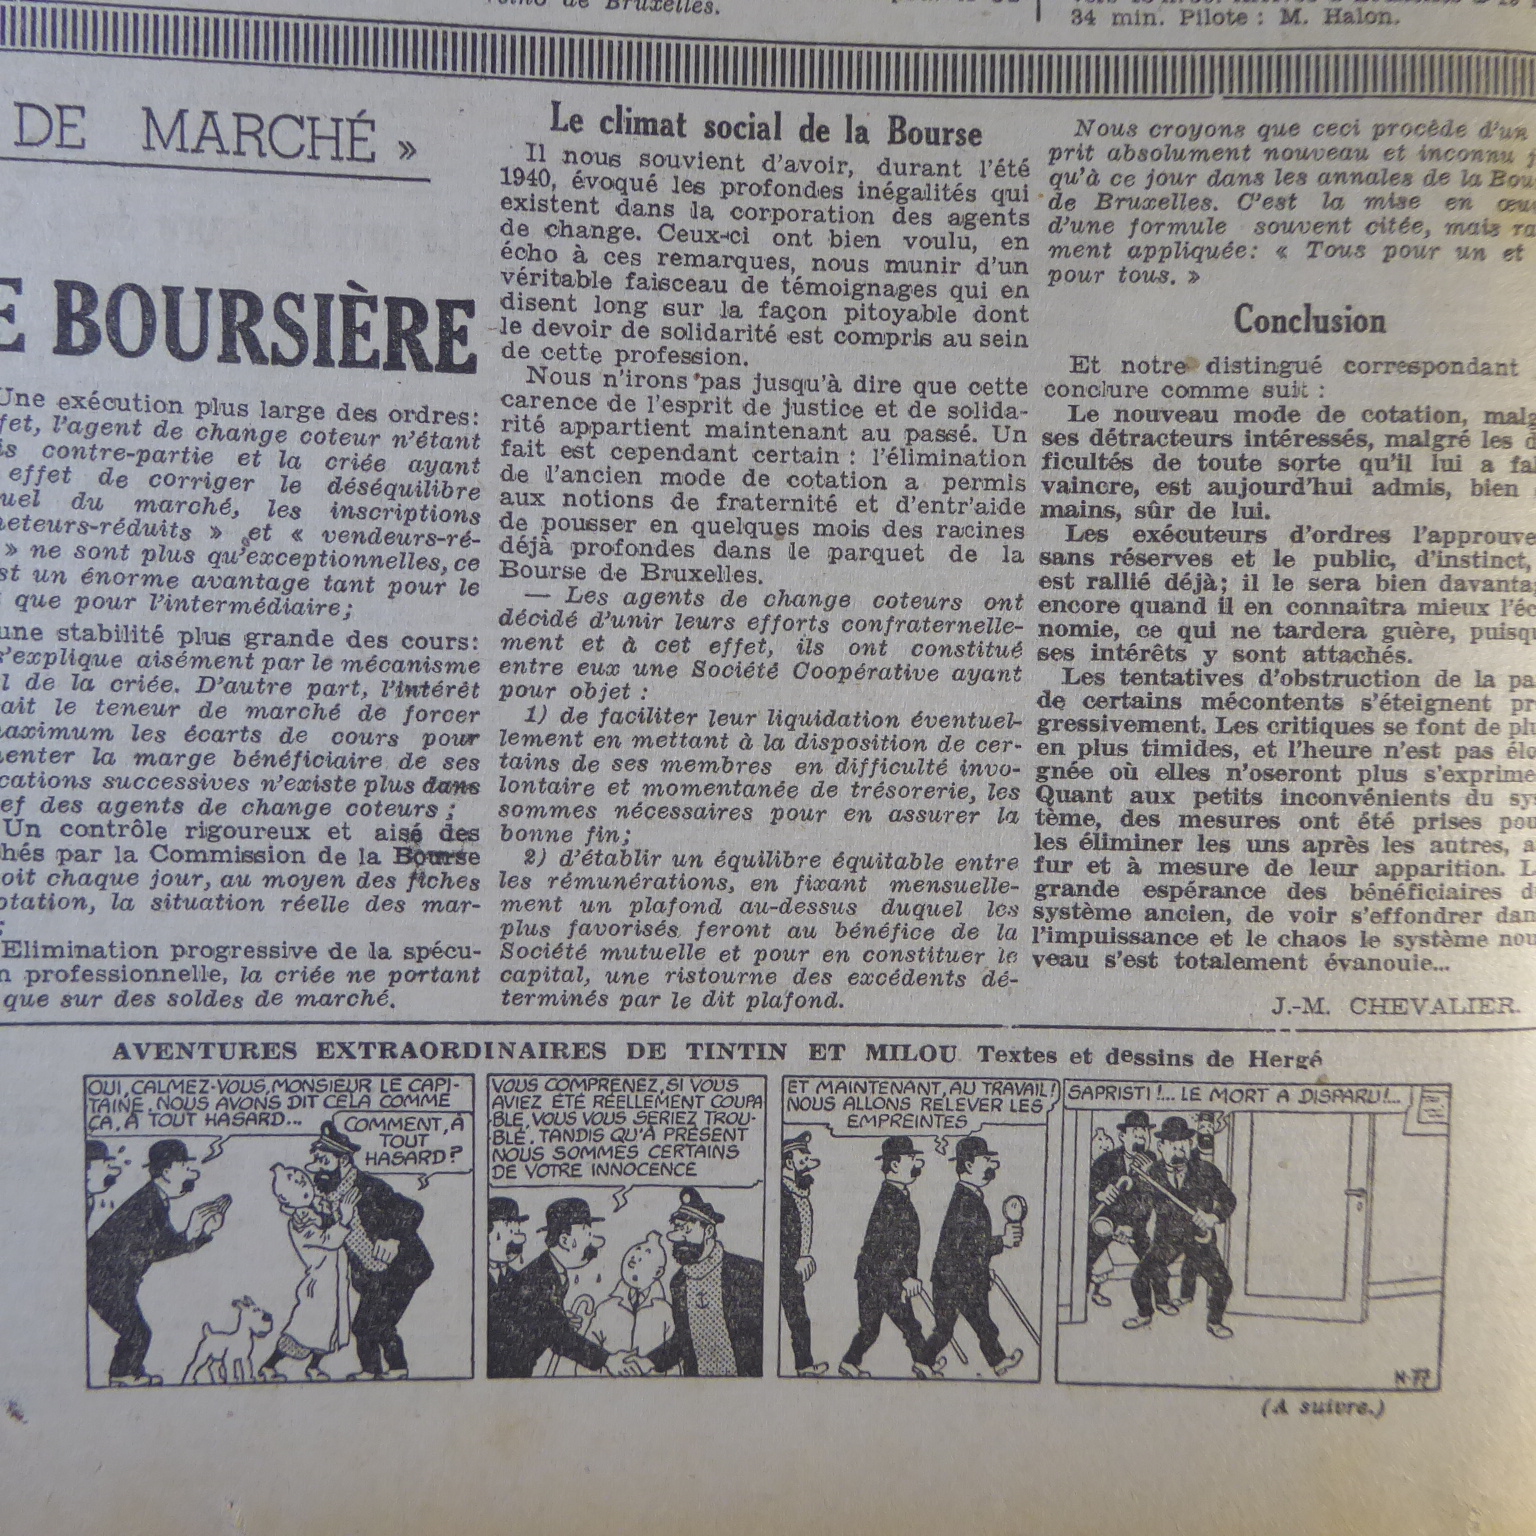 de Bruxelles.
34 min. Pilote : M. Halon.
DE MARCHÉ »
BOURSIÈRE
Une exécution plus large des ordres:
l'agent de change coteur n'étant
contre-partie et la criée ayant
effet de corriger le déséquilibre
du marché, les inscriptions
» et « vendeurs-ré-
» ne sont plus qu'exceptionnelles, ce
un énorme avantage tant pour le
que pour l'intermédiaire;
une stabilité plus grande des cours:
s'explique aisément par le mécanisme
de la criée. D'autre part, l'intérêt
le teneur de marché de forcer
les écarts de cours pour
la marge bénéficiaire de ses
successives n'existe plus dans
des agents de change coteurs ;
Un contrôle rigoureux et aisé des
par la Commission de la Bourse
chaque jour, au moyen des fiches
la situation réelle des mar-
Elimination progressive de la spécu-
professionnelle, la criée ne portant
que sur des soldes de marché.
Le climat social de la Bourse
Il nous souvient d'avoir, durant l'été
1940, évoqué les profondes inégalités qui
existent dans la corporation des agents
de change. Ceux-ci ont bien voulu, en
écho à ces remarques, nous munir d'un
véritable faisceau de témoignages qui en
disent long sur la façon pitoyable dont
le devoir de solidarité est compris au sein
de cette profession.
Nous n'irons pas jusqu'à dire que cette
carence de l'esprit de justice et de solida-
rité appartient maintenant au passé. Un
fait est cependant certain : l'élimination
de l'ancien mode de cotation a permis
aux notions de fraternité et d'entr'aide
de pousser en quelques mois des racines
déjà profondes dans le parquet de la
Bourse de Bruxelles.
— Les agents de change coteurs ont
décidé d'unir leurs efforts confraternelle-
ment et à cet effet, ils ont constitué
entre eux une Société Coopérative ayant
pour objet :
1) de faciliter leur liquidation éventuel-
lement en mettant à la disposition de cer-
tains de ses membres en difficulté invo-
lontaire et momentanée de trésorerie, les
sommes nécessaires pour en assurer la
bonne fin;
2) d'établir un équilibre équitable entre
les rémunérations, en fixant mensuelle-
ment un plafond au-dessus duquel les
plus favorisés feront au bénéfice de la
Société mutuelle et pour en constituer le
capital, une ristourne des excédents dé-
terminés par le dit plafond.
Nous croyons que ceci procède d'un
prit absolument nouveau et inconnu
qu'à ce jour dans les annales de la
de Bruxelles. C'est la mise en
d'une formule souvent citée, mais
ment appliquée: « Tous pour un et
pour tous. »
Conclusion
Et notre distingué correspondant
conclure comme suit :
Le nouveau mode de cotation,
ses détracteurs intéressés, malgré les
ficultés de toute sorte qu'il lui a
vaincre, est aujourd'hui admis, bien
mains, sûr de lui.
Les exécuteurs d'ordres
sans réserves et le public, d'instinct,
est rallié déjà; il le sera bien
encore quand il en connaîtra mieux
nomie, ce qui ne tardera guère,
ses intérêts y sont attachés.
Les tentatives d'obstruction de la
de certains mécontents s'éteignent
gressivement. Les critiques se font de
en plus timides, et l'heure n'est pas
gnée où elles n'oseront plus
Quant aux petits inconvénients du
tème, des mesures ont été prises
les éliminer les uns après les autres,
fur et à mesure de leur apparition.
grande espérance des bénéficiaires
système ancien, de voir s'effondrer
l'impuissance et le chaos le système nou-
veau s'est totalement évanouie...
J.-M. CHEVALIER.
AVENTURES EXTRAORDINAIRES DE TINTIN ET MILOU Textes et dessins de Hergé
OUI, CALMEZ-VOUS, MONSIEUR LE CAPI-
TAINE. NOUS AVONS DIT CELA COMME
ÇA, À TOUT HASARD...
COMMENT, À
TOUT
HASARD ?
VOUS COMPRENEZ, SI VOUS
AVIEZ ÉTÉ RÉELLEMENT COUPA
BLE, VOUS VOUS SERIEZ TROU-
BLÉ. TANDIS QU'À PRÉSENT
NOUS SOMMES CERTAINS
DE VOTRE INNOCENCE
ET MAINTENANT, AU TRAVAIL !
NOUS ALLONS RELEVER LES
EMPREINTES
SAPRISTI !... LE MORT A DISPARU !...
N-77
(A suivre.)